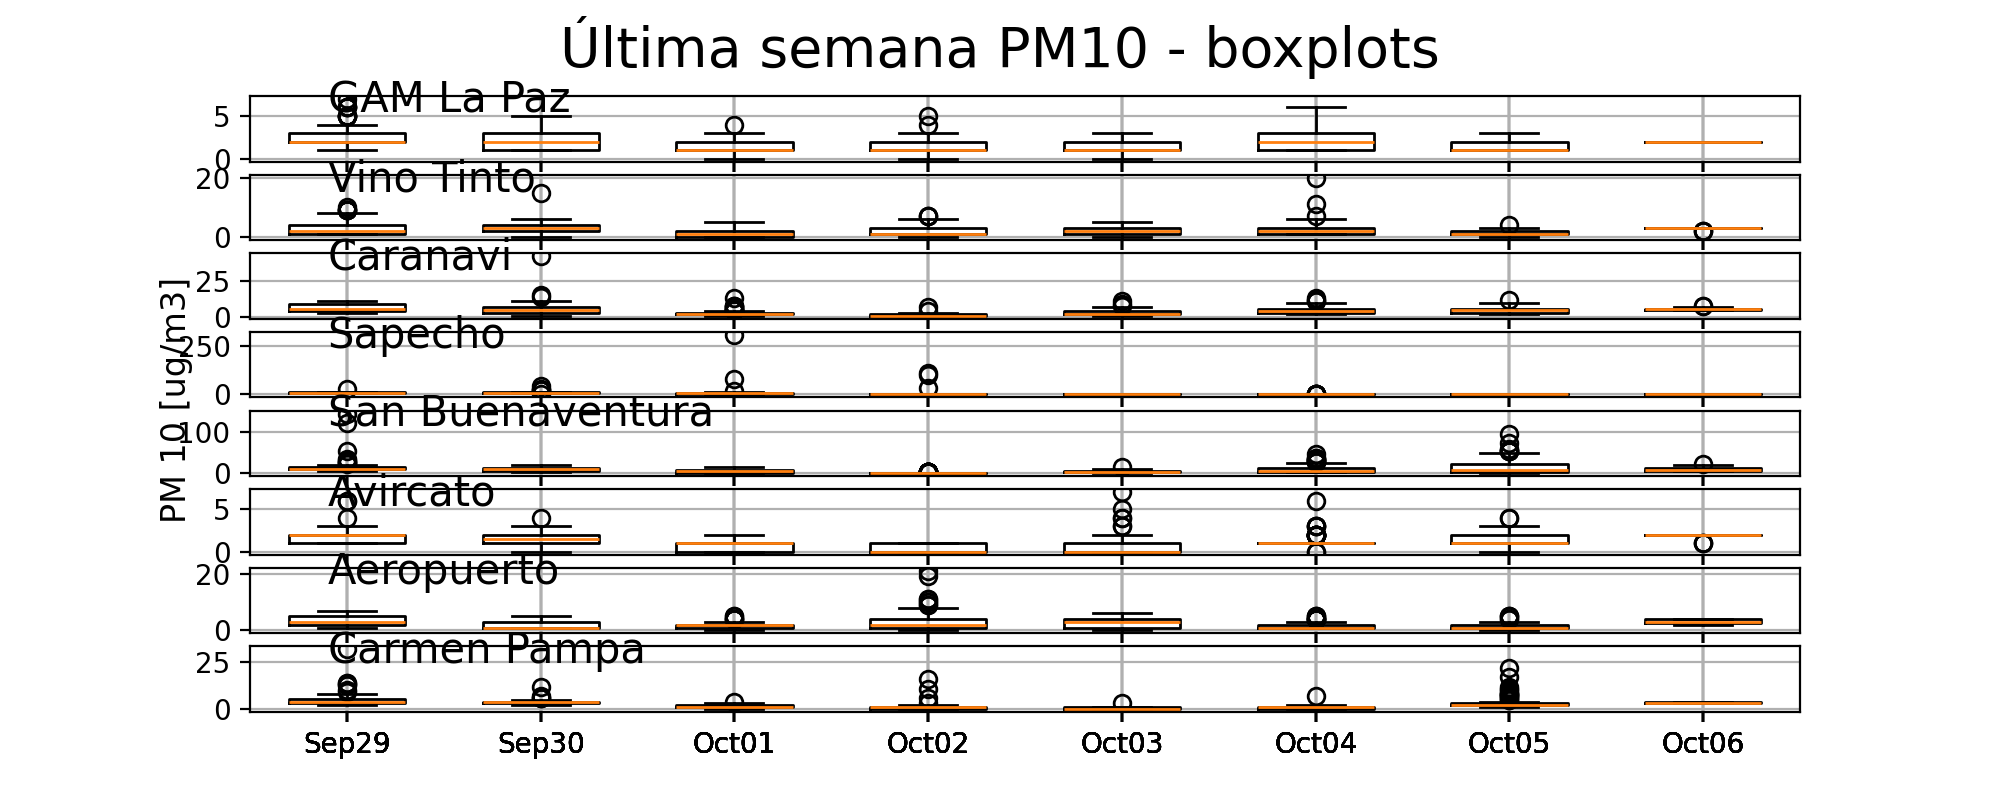 Última semana PM10 - boxplots
PM 10 [ug/m3]
GAM La Paz
5
0
Vino Tinto
20
0
Caranavi
25
0
Sapecho
250
0
San Buenaventura
100
0
Avircato
5
0
Aeropuerto
20
0
Carmen Pampa
25
0
Sep29 Sep30 Oct01 Oct02 Oct03 Oct04 Oct05 Oct06